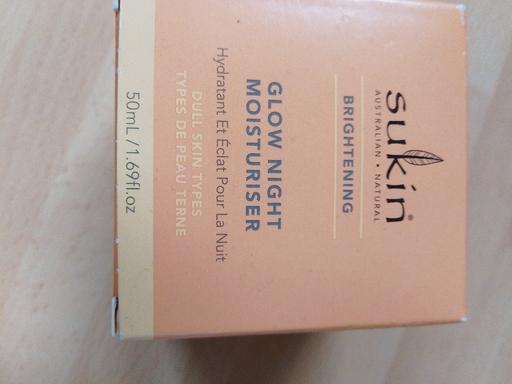 sukin®
AUSTRALIAN • NATURAL
BRIGHTENING
GLOW NIGHT
MOISTURISER
Hydratant Et Éclat Pour La Nuit
DULL SKIN TYPES
TYPES DE PEAU TERNE
50mL /1.69fl.oz